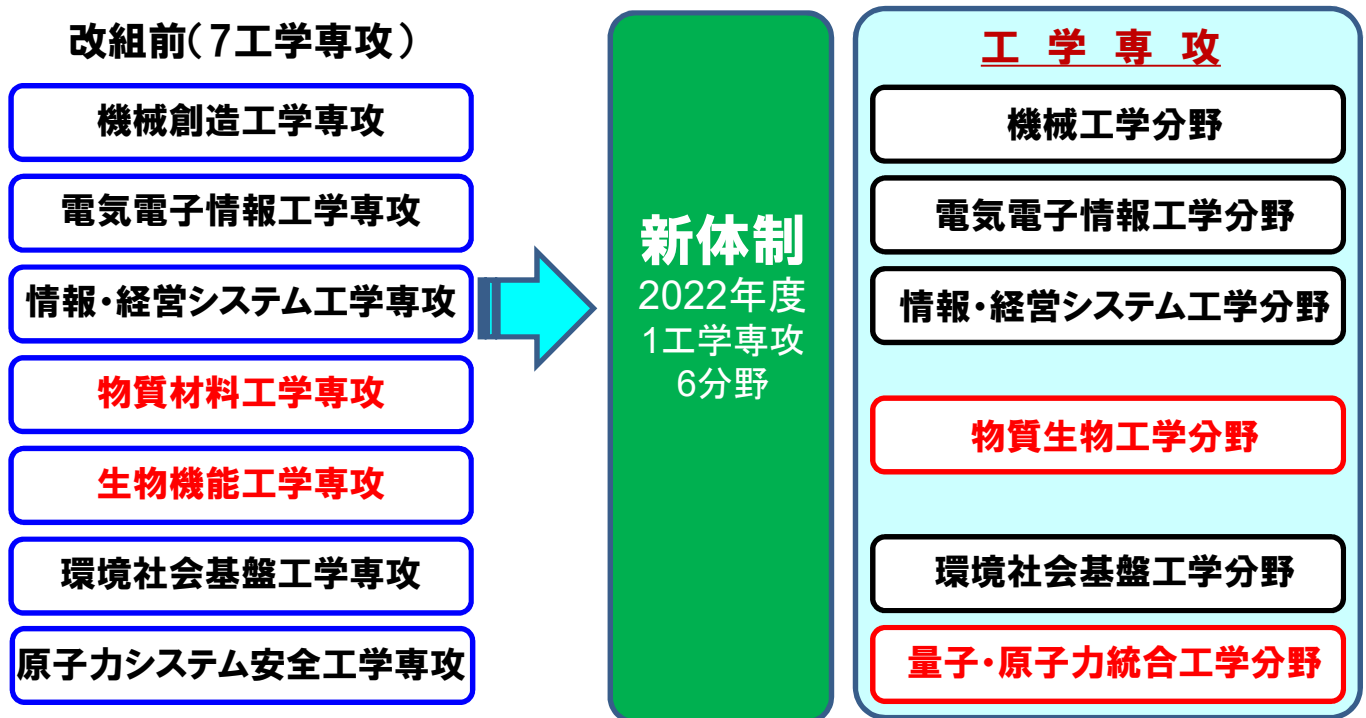 改組前(7工学専攻)
機械創造工学専攻
電気電子情報工学専攻
情報・経営システム工学専攻
物質材料工学専攻
生物機能工学専攻
環境社会基盤工学専攻
原子力システム安全工学専攻
新体制
2022年度
1工学専攻
6分野
工学専攻
機械工学分野
電気電子情報工学分野
情報・経営システム工学分野
物質生物工学分野
環境社会基盤工学分野
量子・原子力統合工学分野